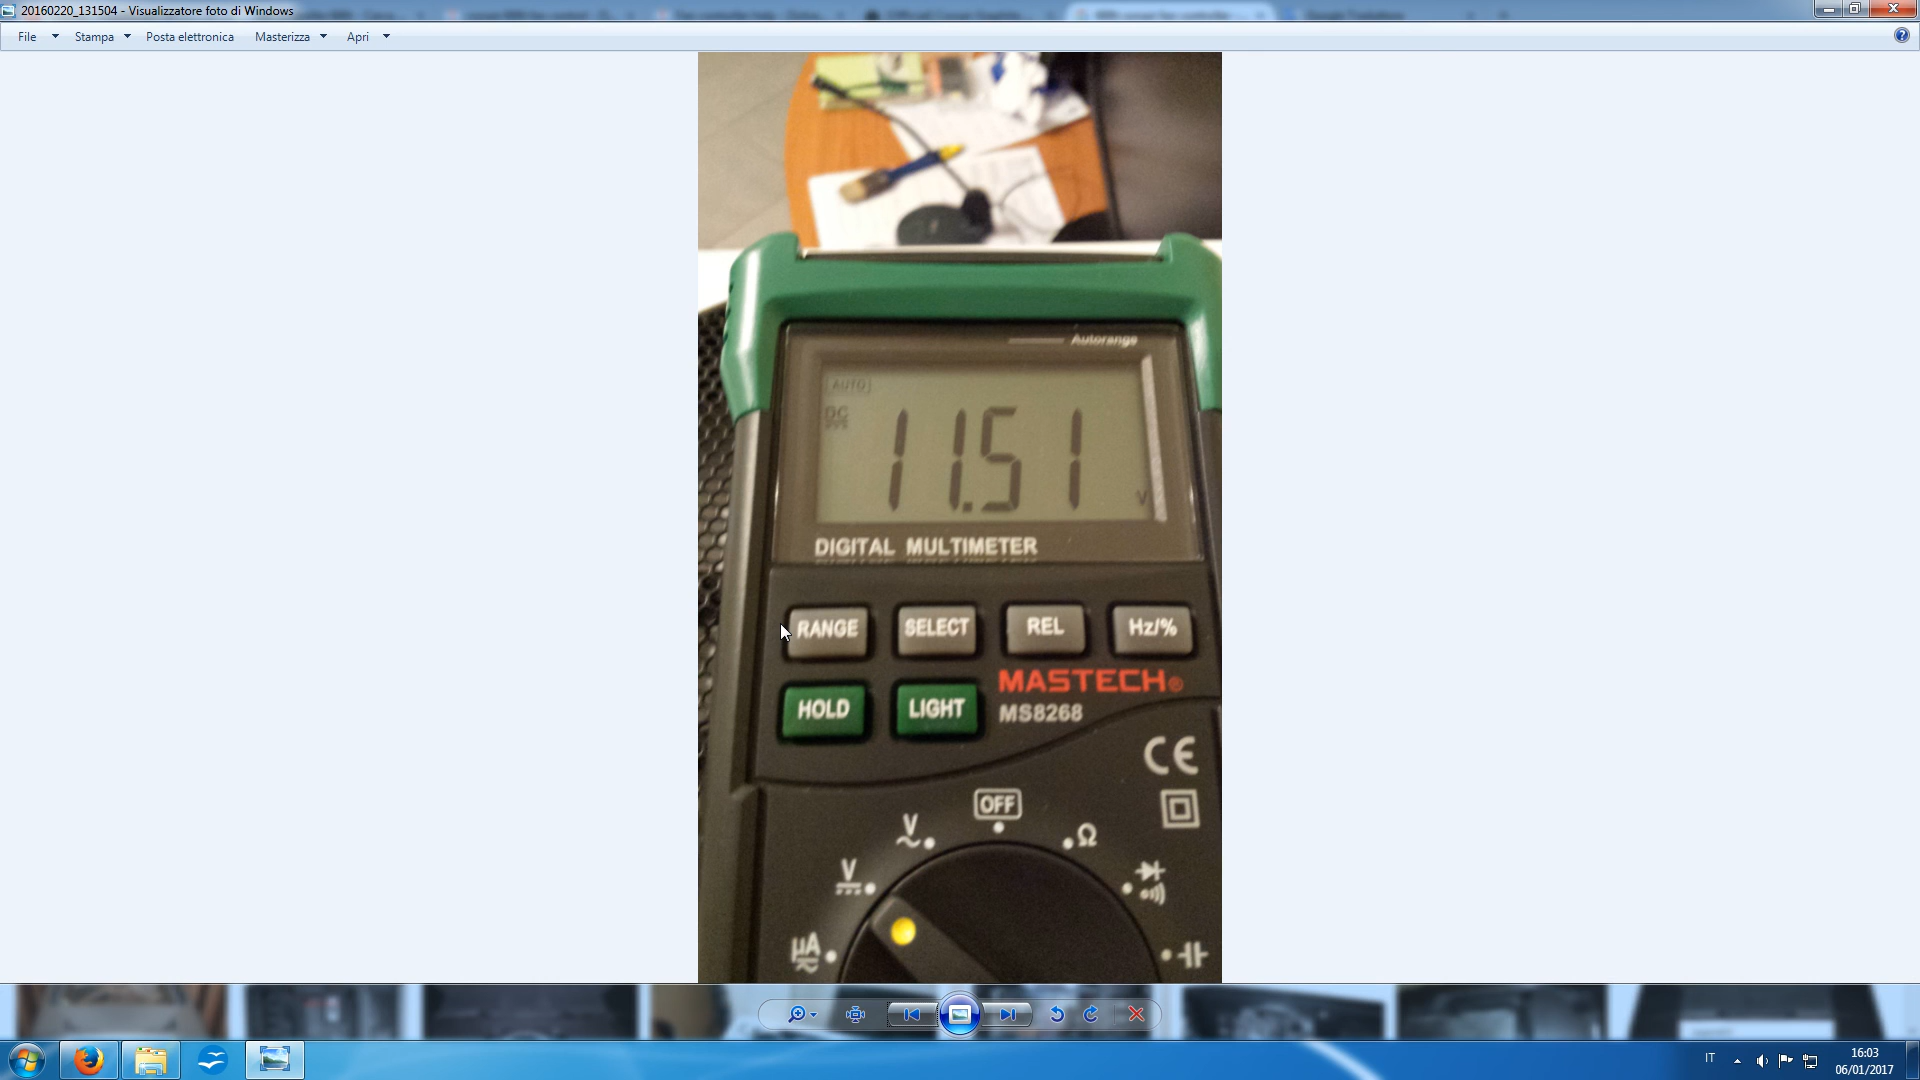 20160220_131504 - Visualizzatore foto di Windows
File
Stampa
Posta elettronica
Masterizza
Apri
Autorange
AUTO
DC
11.51
V
DIGITAL MULTIMETER
RANGE
SELECT
REL
Hz/%
MASTECH®
HOLD
LIGHT
MS8268
CE
OFF
V
Ω
V
µA
IT
16:03
06/01/2017